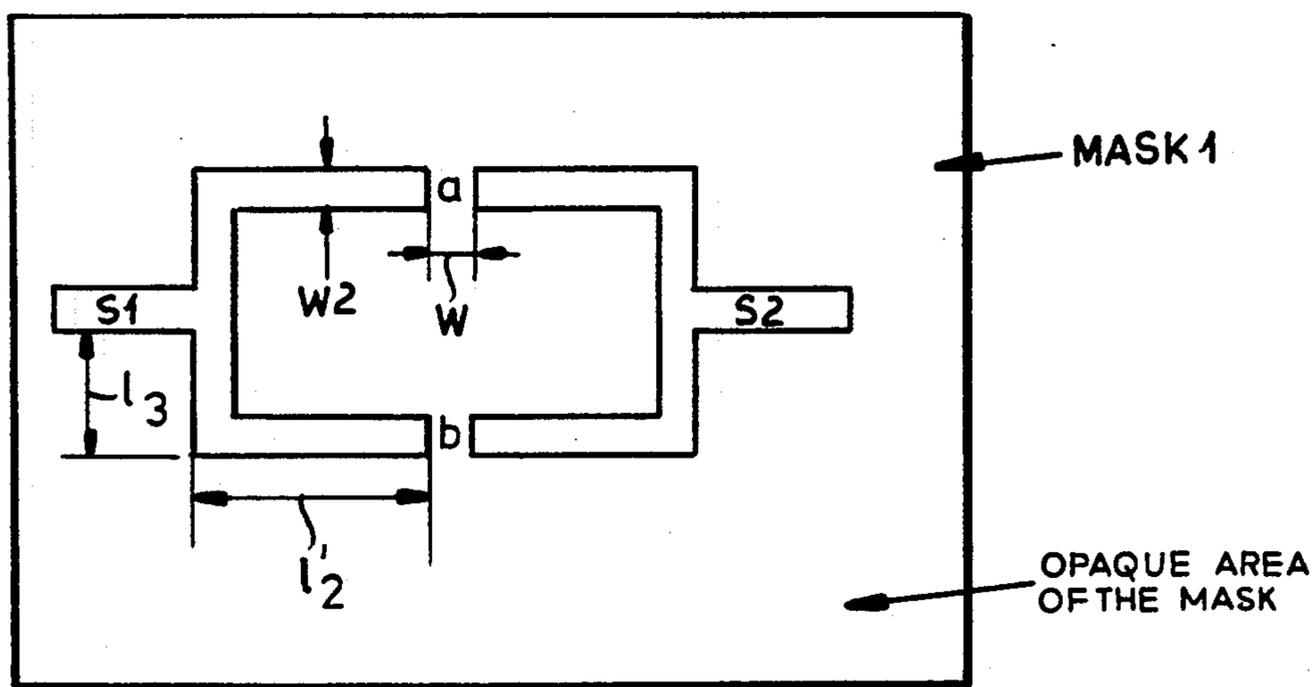 MASK 1
a
W2
W
S1
S2
l3
b
l'2
OPAQUE AREA
OF THE MASK